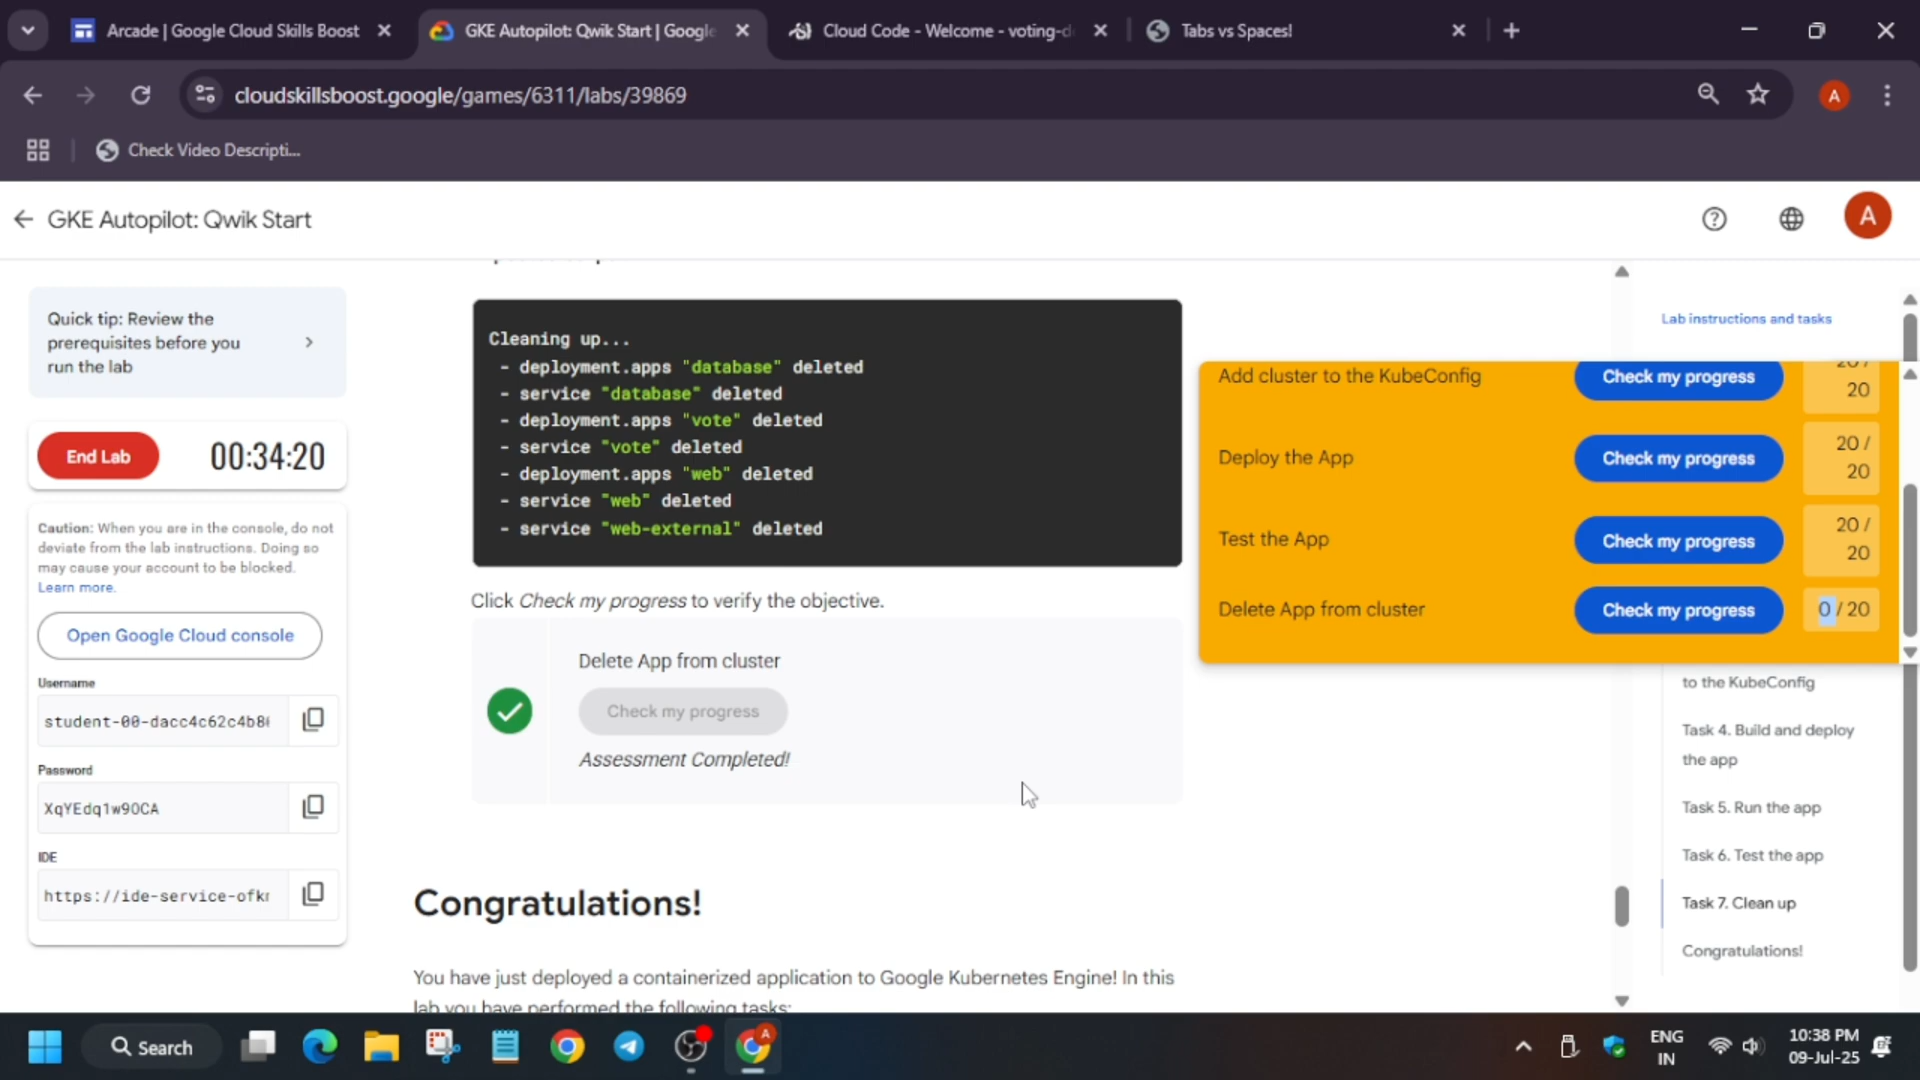 Arcade | Google Cloud Skills Boost
GKE Autopilot: Qwik Start | Google
Cloud Code - Welcome - voting-d
Tabs vs Spaces!
cloudskillsboost.google/games/6311/labs/39869
A
Check Video Descripti...
GKE Autopilot: Qwik Start
A
Quick tip: Review the
prerequisites before you
run the lab
End Lab
00:34:20
Caution: When you are in the console, do not
deviate from the lab instructions. Doing so
may cause your account to be blocked.
Learn more.
Open Google Cloud console
Username
student-00-dacc4c62c4b8
Password
XqYEdq1w9OCA
IDE
https://ide-service-ofk
Cleaning up...
- deployment.apps "database" deleted
- service "database" deleted
- deployment.apps "vote" deleted
- service "vote" deleted
- deployment.apps "web" deleted
- service "web" deleted
- service "web-external" deleted
Click Check my progress to verify the objective.
Delete App from cluster
Check my progress
Assessment Completed!
Congratulations!
You have just deployed a containerized application to Google Kubernetes Engine! In this
lab you have performed the following tasks:
Lab instructions and tasks
Add cluster to the KubeConfig
Check my progress
20 /
20
Deploy the App
Check my progress
20 /
20
Test the App
Check my progress
20 /
20
Delete App from cluster
Check my progress
0 / 20
to the KubeConfig
Task 4. Build and deploy
the app
Task 5. Run the app
Task 6. Test the app
Task 7. Clean up
Congratulations!
Search
A
ENG
IN
10:38 PM
09-Jul-25